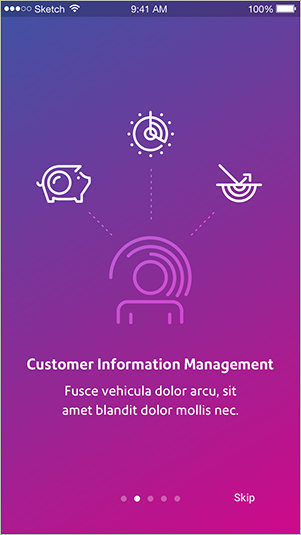 Sketch 9:41 AM 100%
Customer Information Management
Fusce vehicula dolor arcu, sit
amet blandit dolor mollis nec.
Skip